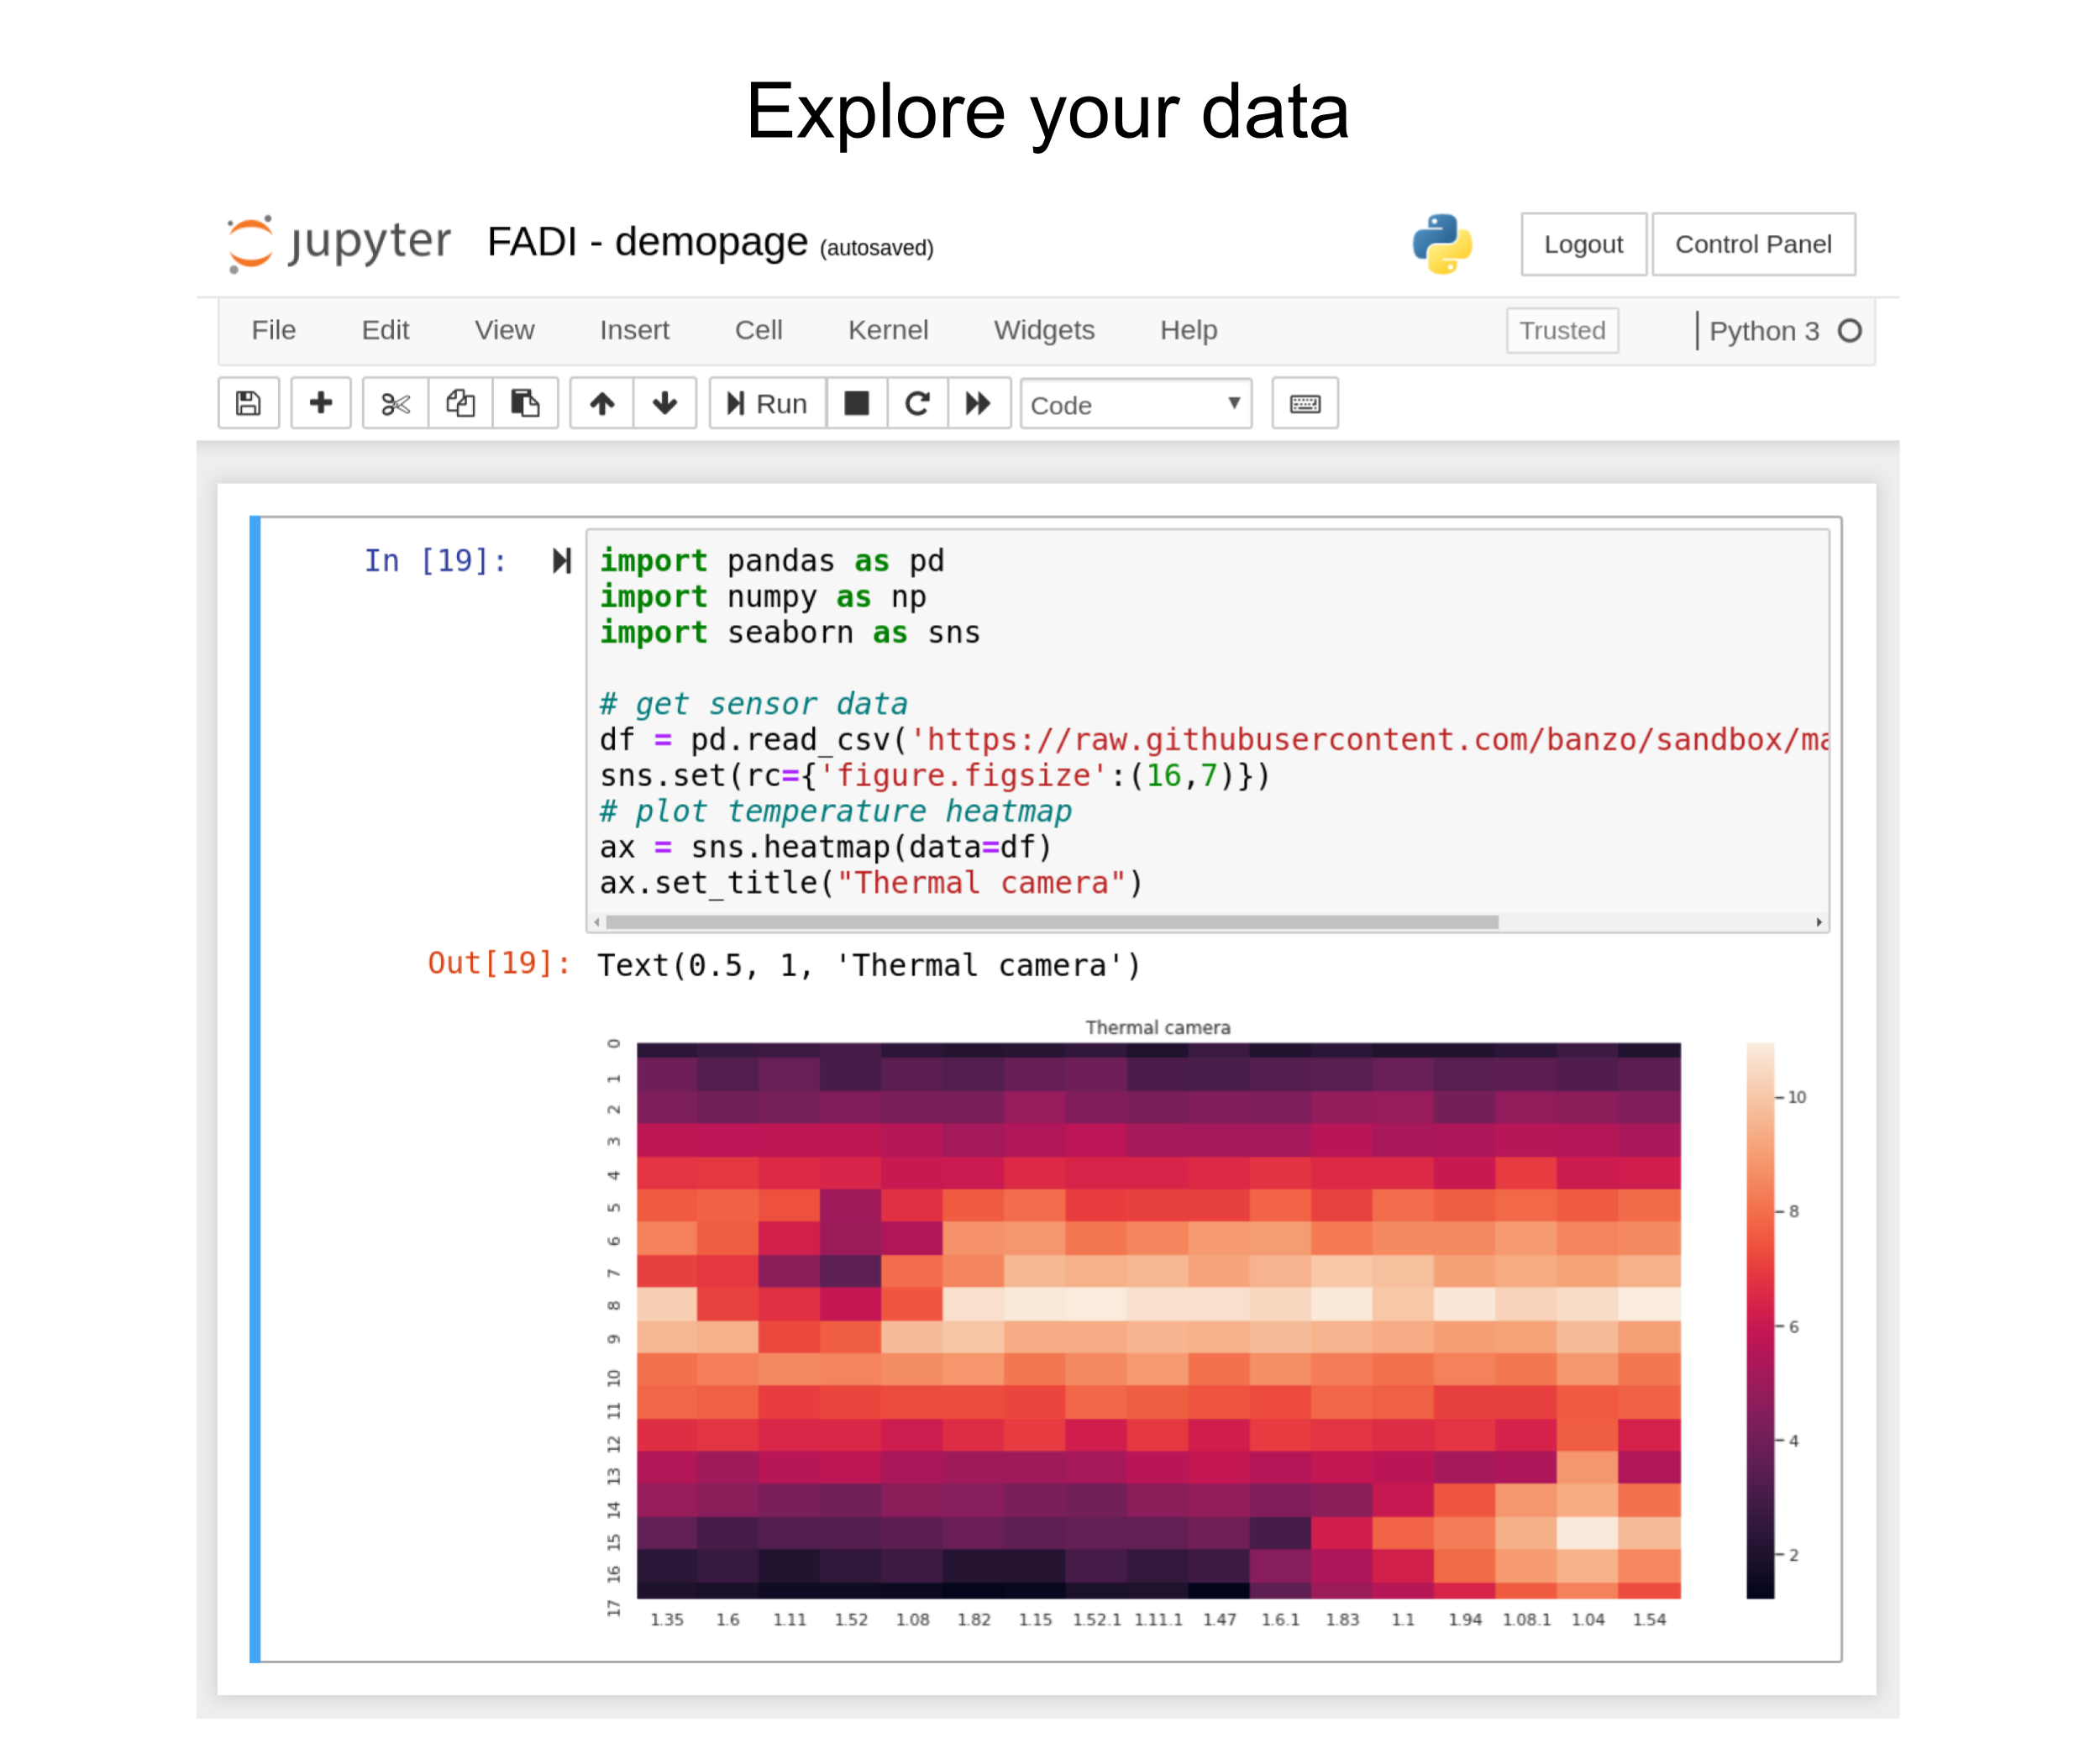 Explore your data
jupyter FADI - demopage (autosaved) Logout Control Panel
File Edit View Insert Cell Kernel Widgets Help Trusted Python 3
Run Code
In [19]:
import pandas as pd
import numpy as np
import seaborn as sns
# get sensor data
df = pd.read_csv('https://raw.githubusercontent.com/banzo/sandbox/ma
sns.set(rc={'figure.figsize':(16,7)})
# plot temperature heatmap
ax = sns.heatmap(data=df)
ax.set_title("Thermal camera")
Out[19]: Text(0.5, 1, 'Thermal camera')
Thermal camera
0
1
2
3
4
5
6
7
8
9
10
11
12
13
14
15
16
17
1.35 1.6 1.11 1.52 1.08 1.82 1.15 1.52.1 1.11.1 1.47 1.6.1 1.83 1.1 1.94 1.08.1 1.04 1.54
10
8
6
4
2